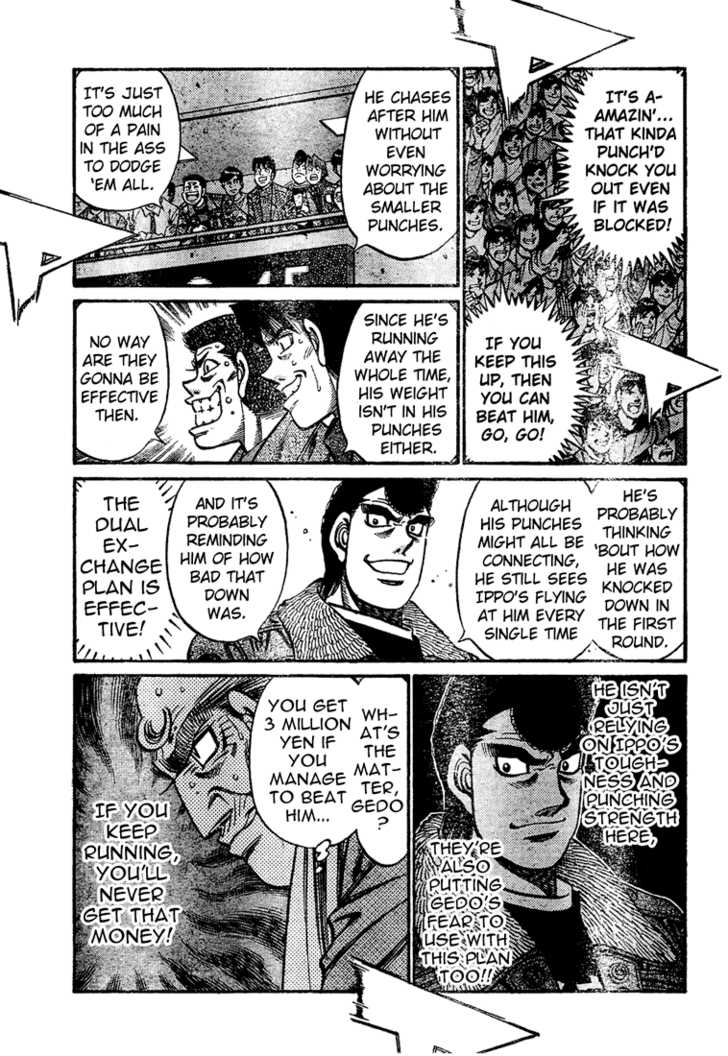 IT'S A-
AMAZIN'...
THAT KINDA
PUNCH'D
KNOCK YOU
OUT EVEN
IF IT WAS
BLOCKED!
IF YOU
KEEP THIS
UP, THEN
YOU CAN
BEAT HIM,
GO, GO!
HE CHASES
AFTER HIM
WITHOUT
EVEN
WORRYING
ABOUT THE
SMALLER
PUNCHES.
IT'S JUST
TOO MUCH
OF A PAIN
IN THE ASS
TO DODGE
'EM ALL.
SINCE HE'S
RUNNING
AWAY THE
WHOLE TIME,
HIS WEIGHT
ISN'T IN HIS
PUNCHES
EITHER.
NO WAY
ARE THEY
GONNA BE
EFFECTIVE
THEN.
HE'S
PROBABLY
THINKING
'BOUT HOW
HE WAS
KNOCKED
DOWN IN
THE FIRST
ROUND.
ALTHOUGH
HIS PUNCHES
MIGHT ALL BE
CONNECTING,
HE STILL SEES
IPPO'S FLYING
AT HIM EVERY
SINGLE TIME
AND IT'S
PROBABLY
REMINDING
HIM OF HOW
BAD THAT
DOWN
WAS.
THE
DUAL
EX-
CHANGE
PLAN IS
EFFEC-
TIVE!
HE ISN'T
JUST
RELYING
ON IPPO'S
TOUGH-
NESS AND
PUNCHING
STRENGTH
HERE,
THEY'RE
ALSO
PUTTING
GEDO'S
FEAR TO
USE WITH
THIS PLAN
TOO!!
WH-
AT'S
THE
MAT-
TER,
GEDO
?
YOU GET
3 MILLION
YEN IF
YOU
MANAGE
TO BEAT
HIM...
IF YOU
KEEP
RUNNING,
YOU'LL
NEVER
GET THAT
MONEY!